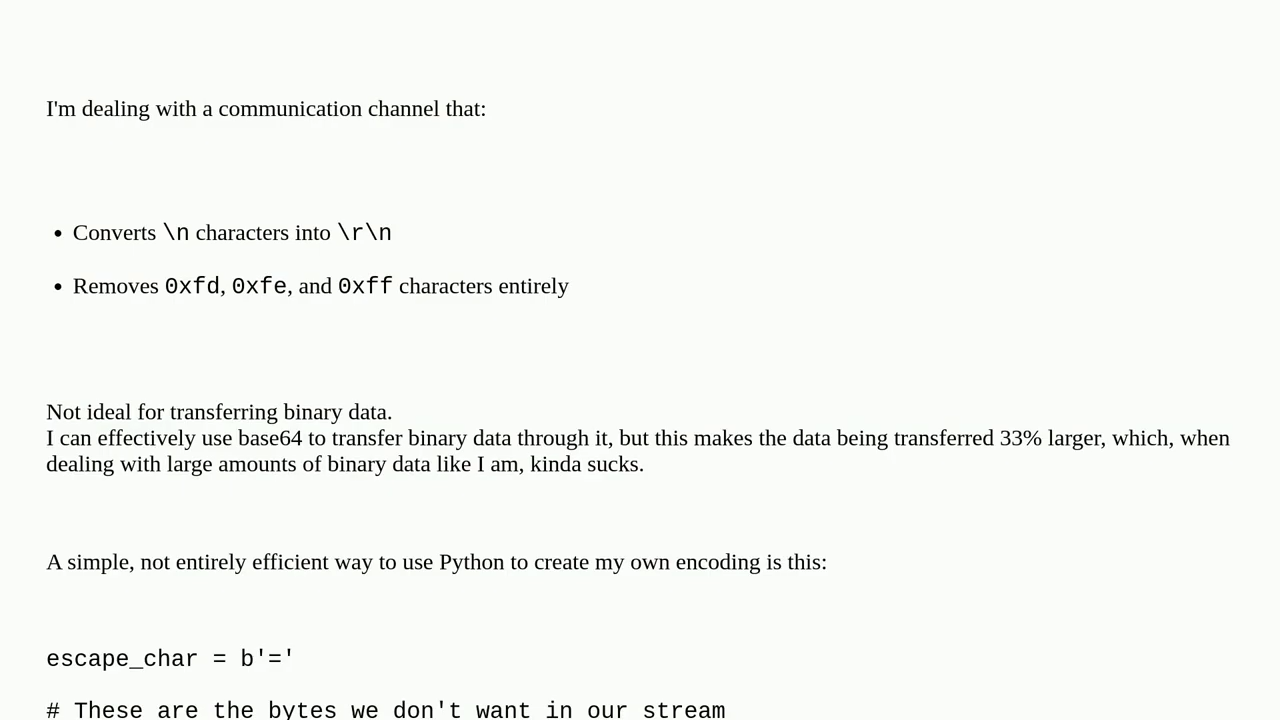 I'm dealing with a communication channel that:
• Converts \n characters into \r\n
• Removes 0xfd, 0xfe, and 0xff characters entirely
Not ideal for transferring binary data.
I can effectively use base64 to transfer binary data through it, but this makes the data being transferred 33% larger, which, when
dealing with large amounts of binary data like I am, kinda sucks.
A simple, not entirely efficient way to use Python to create my own encoding is this:
escape_char = b'='
# These are the bytes we don't want in our stream